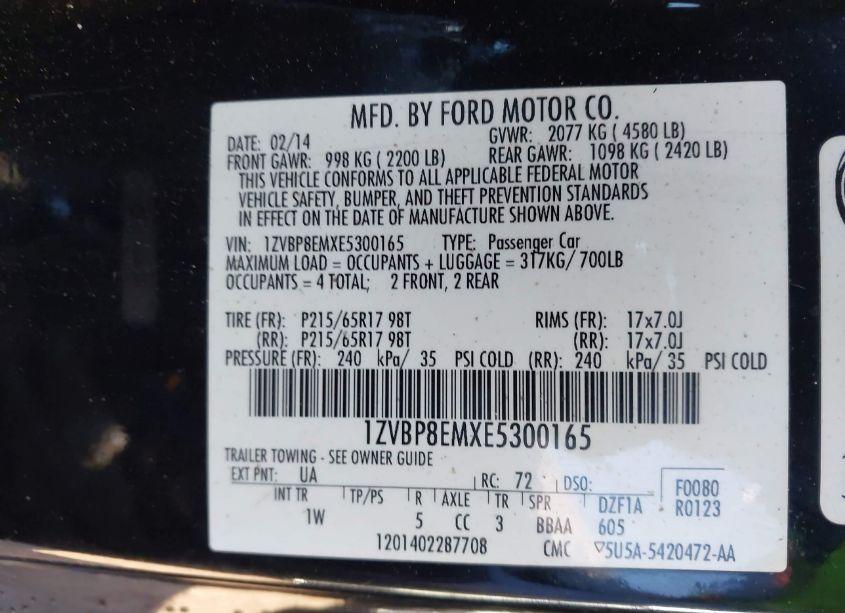 MFD. BY FORD MOTOR CO.
DATE: 02/14 GVWR: 2077 KG ( 4580 LB)
FRONT GAWR: 998 KG ( 2200 LB) REAR GAWR: 1098 KG ( 2420 LB)
THIS VEHICLE CONFORMS TO ALL APPLICABLE FEDERAL MOTOR
VEHICLE SAFETY, BUMPER, AND THEFT PREVENTION STANDARDS
IN EFFECT ON THE DATE OF MANUFACTURE SHOWN ABOVE.
VIN: 1ZVBP8EMXE5300165 TYPE: Passenger Car
MAXIMUM LOAD = OCCUPANTS + LUGGAGE = 317KG/ 700LB
OCCUPANTS = 4 TOTAL; 2 FRONT, 2 REAR
TIRE (FR): P215/65R17 98T RIMS (FR): 17x7.0J
(RR): P215/65R17 98T (RR): 17x7.0J
PRESSURE (FR): 240 kPa/ 35 PSI COLD (RR): 240 kPa/ 35 PSI COLD
1ZVBP8EMXE5300165
TRAILER TOWING - SEE OWNER GUIDE
EXT PNT: UA RC: 72 DSO: F0080
INT TR TP/PS R AXLE TR SPR DZF1A R0123
1W 5 CC 3 BBAA 605
1201402287708 CMC ▽5U5A-5420472-AA